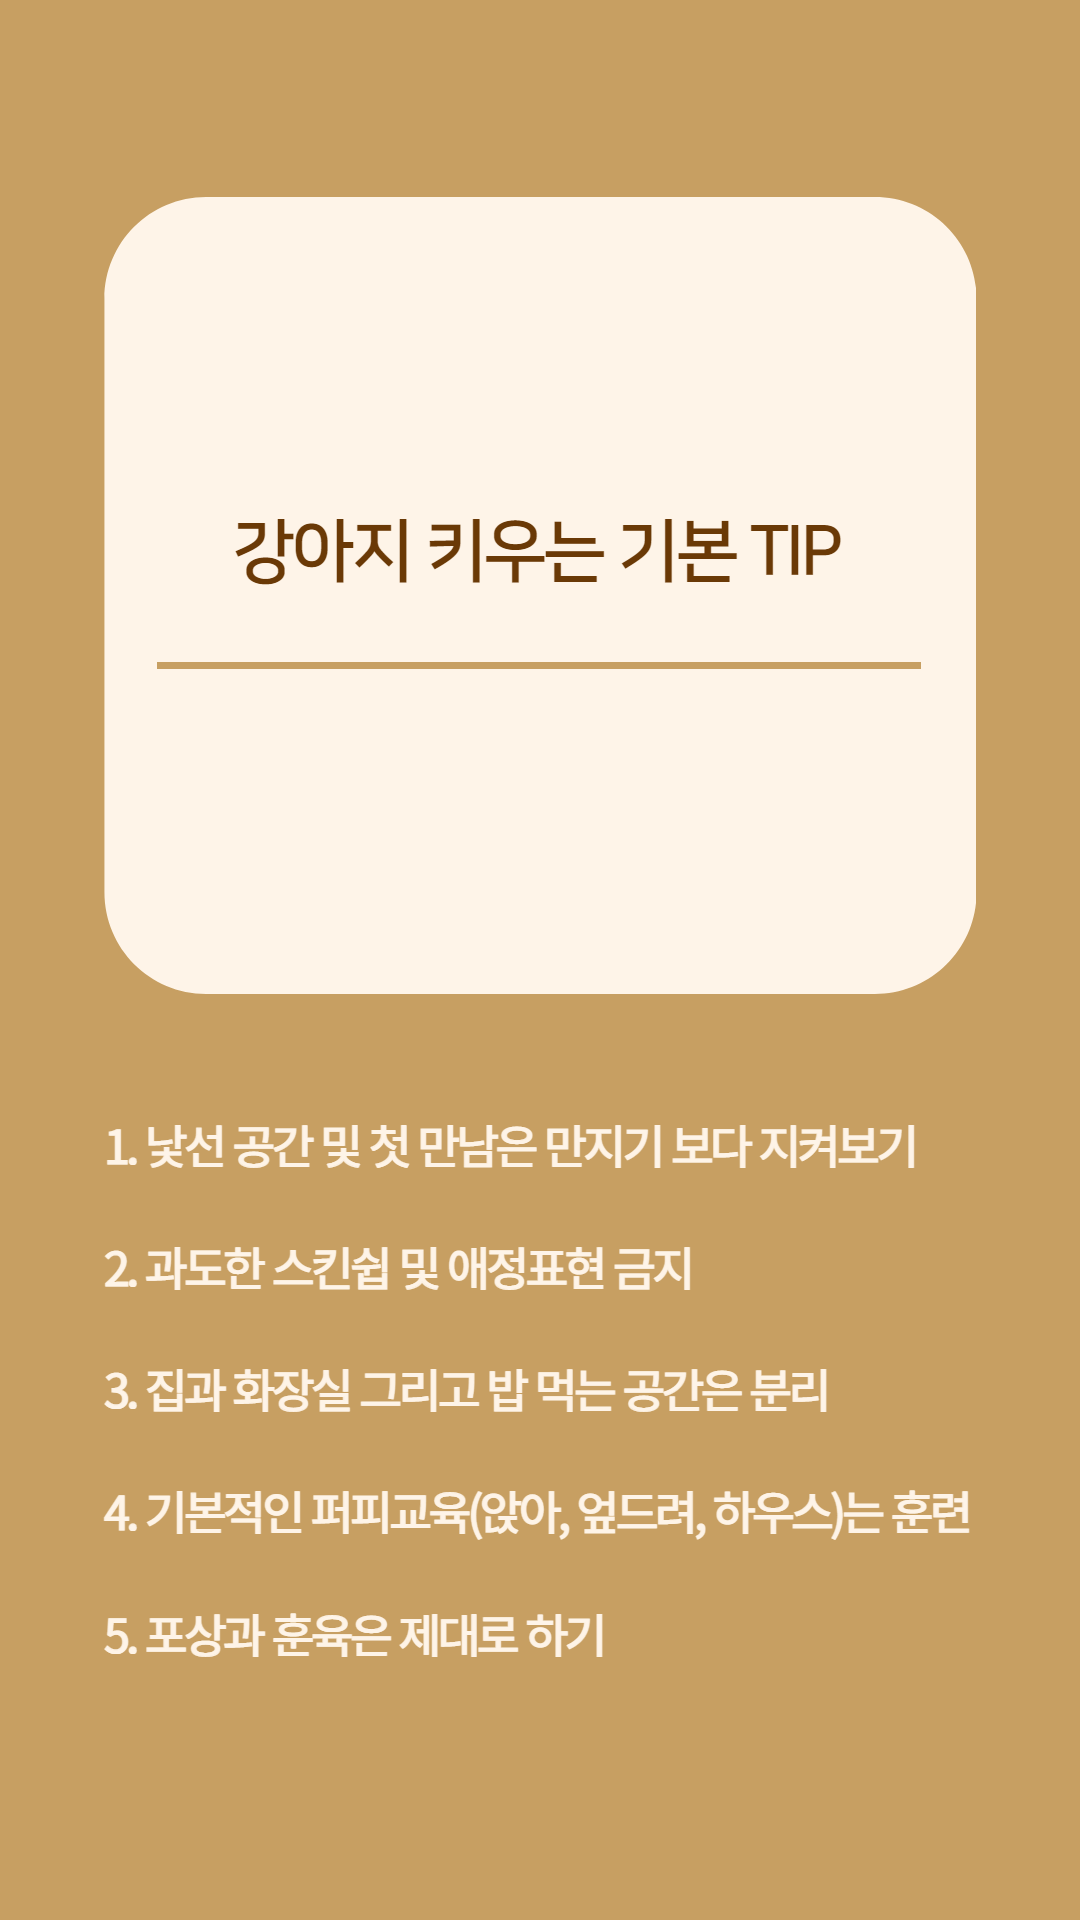 강아지 키우는 기본 TIP
1. 낯선 공간 및 첫 만남은 만지기 보다 지켜보기
2. 과도한 스킨쉽 및 애정표현 금지
3. 집과 화장실 그리고 밥 먹는 공간은 분리
4. 기본적인 퍼피교육(앉아, 엎드려, 하우스)는 훈련
5. 포상과 훈육은 제대로 하기